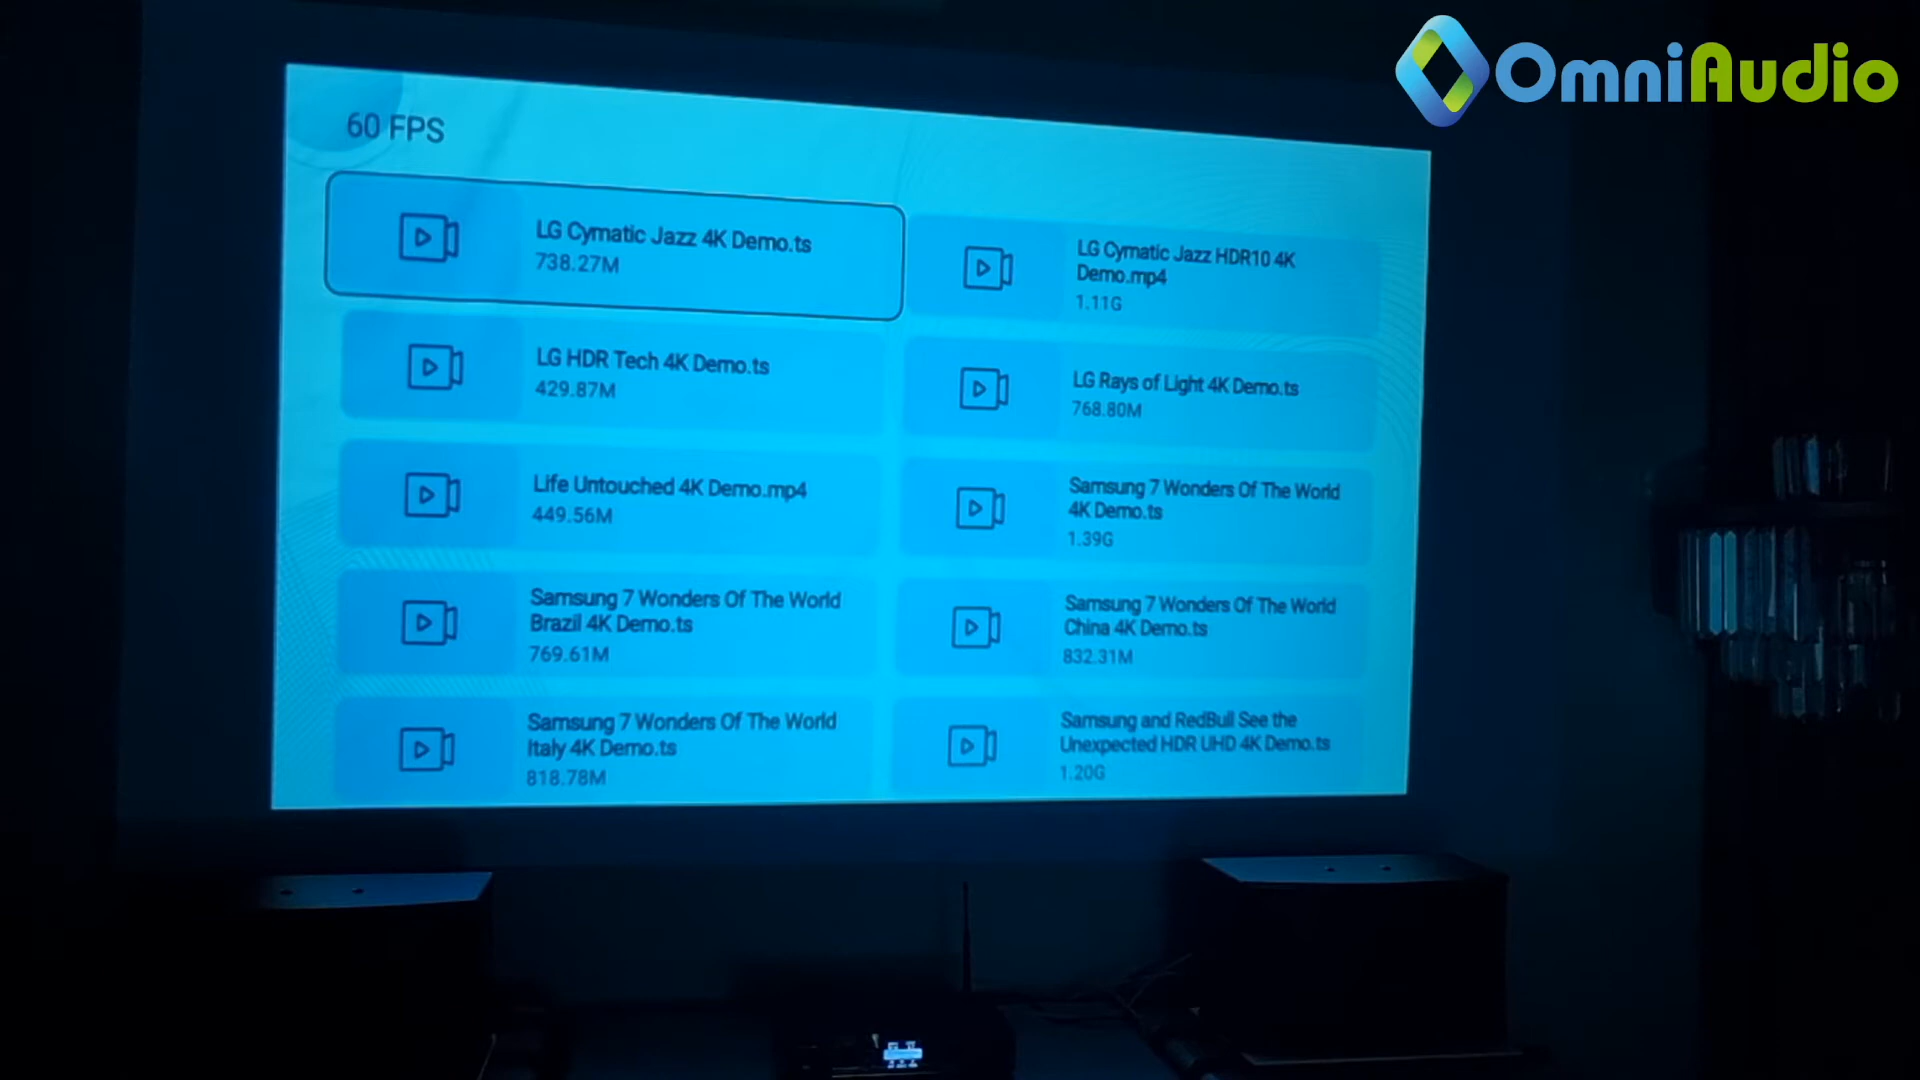 OmniAudio
60 FPS
LG Cymatic Jazz 4K Demo.ts
738.27M
LG Cymatic Jazz HDR10 4K
Demo.mp4
1.11G
LG HDR Tech 4K Demo.ts
429.87M
LG Rays of Light 4K Demo.ts
768.80M
Life Untouched 4K Demo.mp4
449.56M
Samsung 7 Wonders Of The World
4K Demo.ts
1.39G
Samsung 7 Wonders Of The World
Brazil 4K Demo.ts
769.61M
Samsung 7 Wonders Of The World
China 4K Demo.ts
832.31M
Samsung 7 Wonders Of The World
Italy 4K Demo.ts
818.78M
Samsung and RedBull See the
Unexpected HDR UHD 4K Demo.ts
1.20G